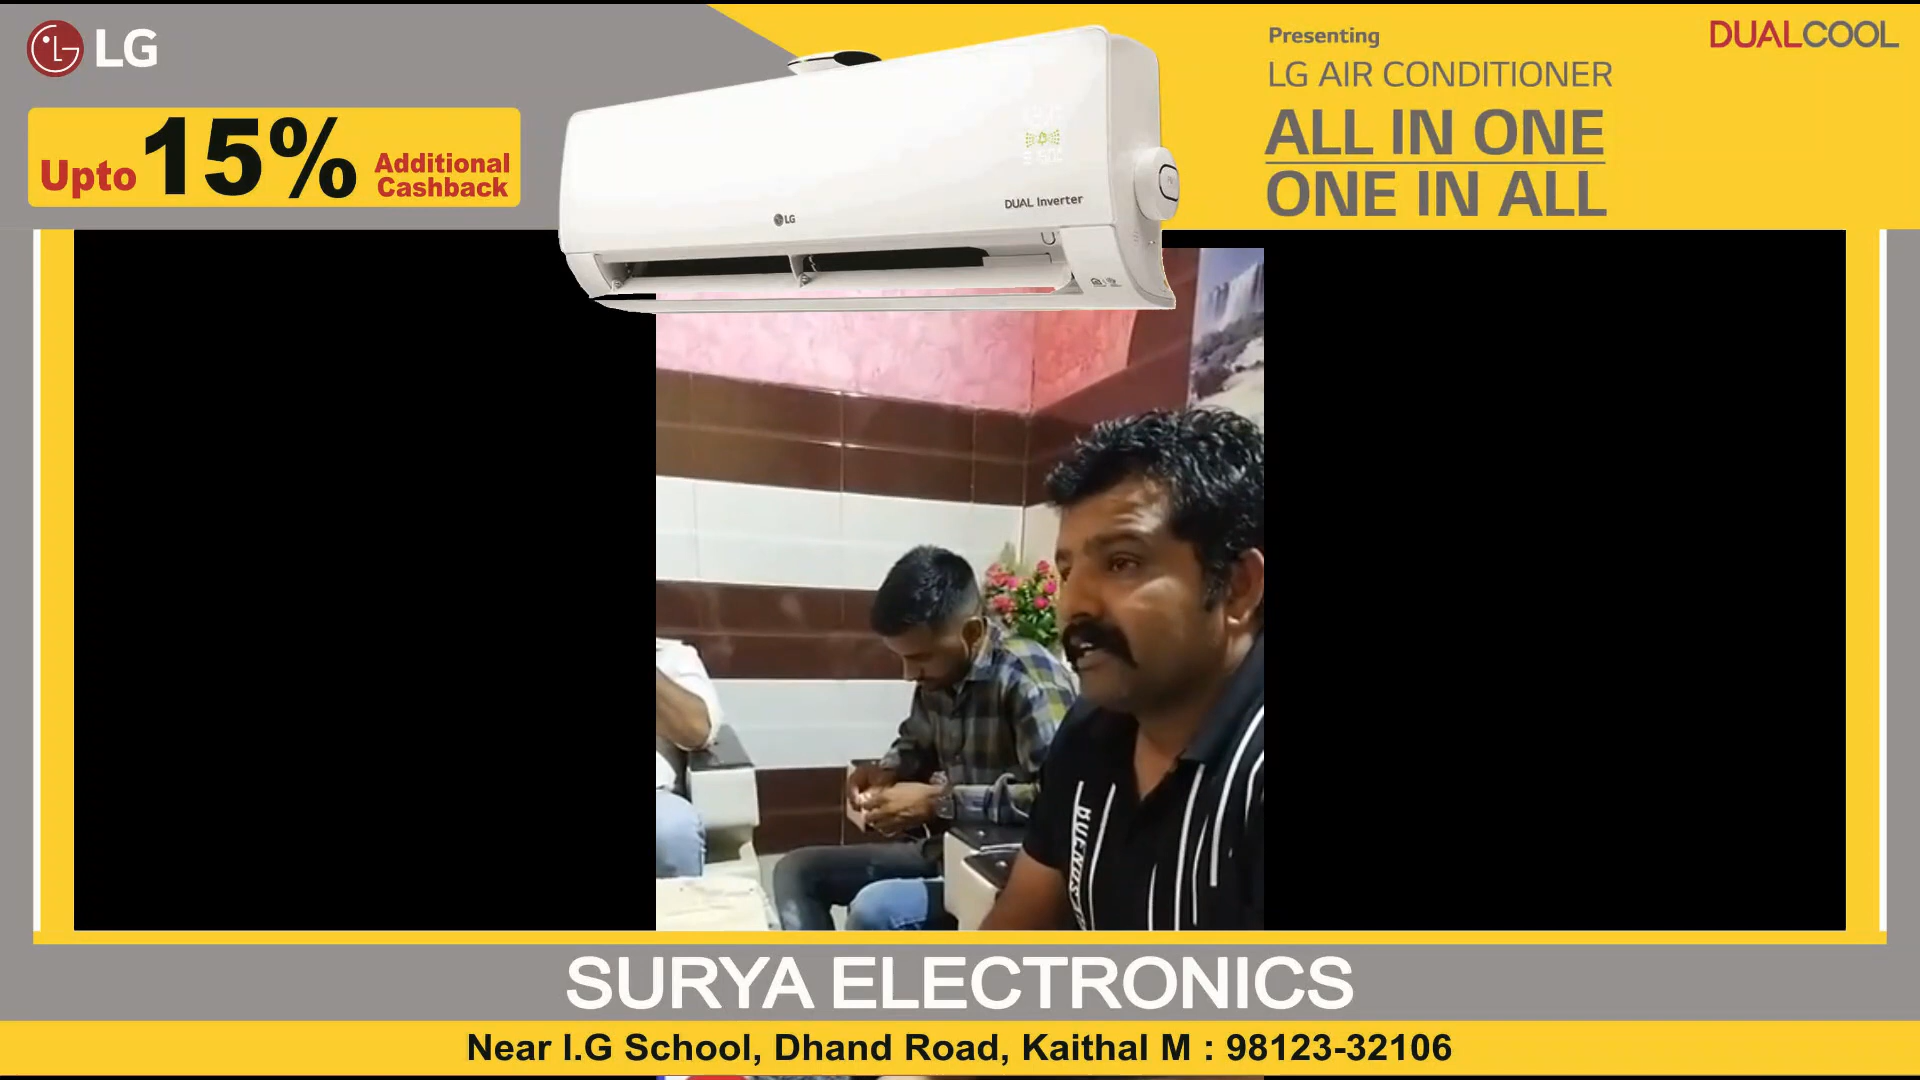 LG
Upto 15% Additional Cashback
LG
DUAL Inverter
Presenting
LG AIR CONDITIONER
ALL IN ONE
ONE IN ALL
DUALCOOL
SURYA ELECTRONICS
Near I.G School, Dhand Road, Kaithal M : 98123-32106